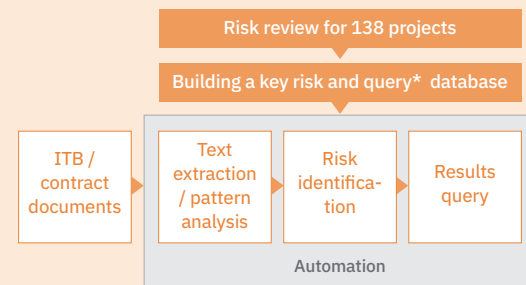 Risk review for 138 projects
Building a key risk and query* database
ITB /
contract
documents
Text
extraction
/ pattern
analysis
Risk
identifica-
tion
Results
query
Automation